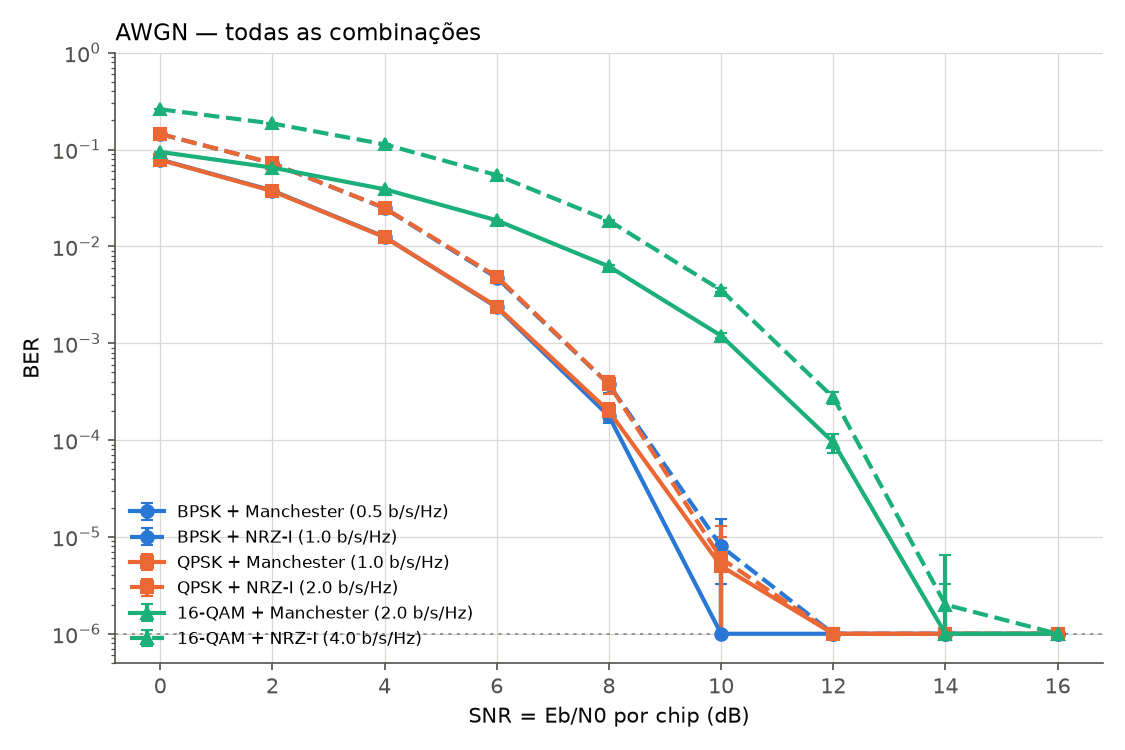 AWGN — todas as combinações
10^0
10^-1
10^-2
10^-3
10^-4
10^-5
10^-6
BER
BPSK + Manchester (0.5 b/s/Hz)
BPSK + NRZ-I (1.0 b/s/Hz)
QPSK + Manchester (1.0 b/s/Hz)
QPSK + NRZ-I (2.0 b/s/Hz)
16-QAM + Manchester (2.0 b/s/Hz)
16-QAM + NRZ-I (4.0 b/s/Hz)
0 2 4 6 8 10 12 14 16
SNR = Eb/N0 por chip (dB)